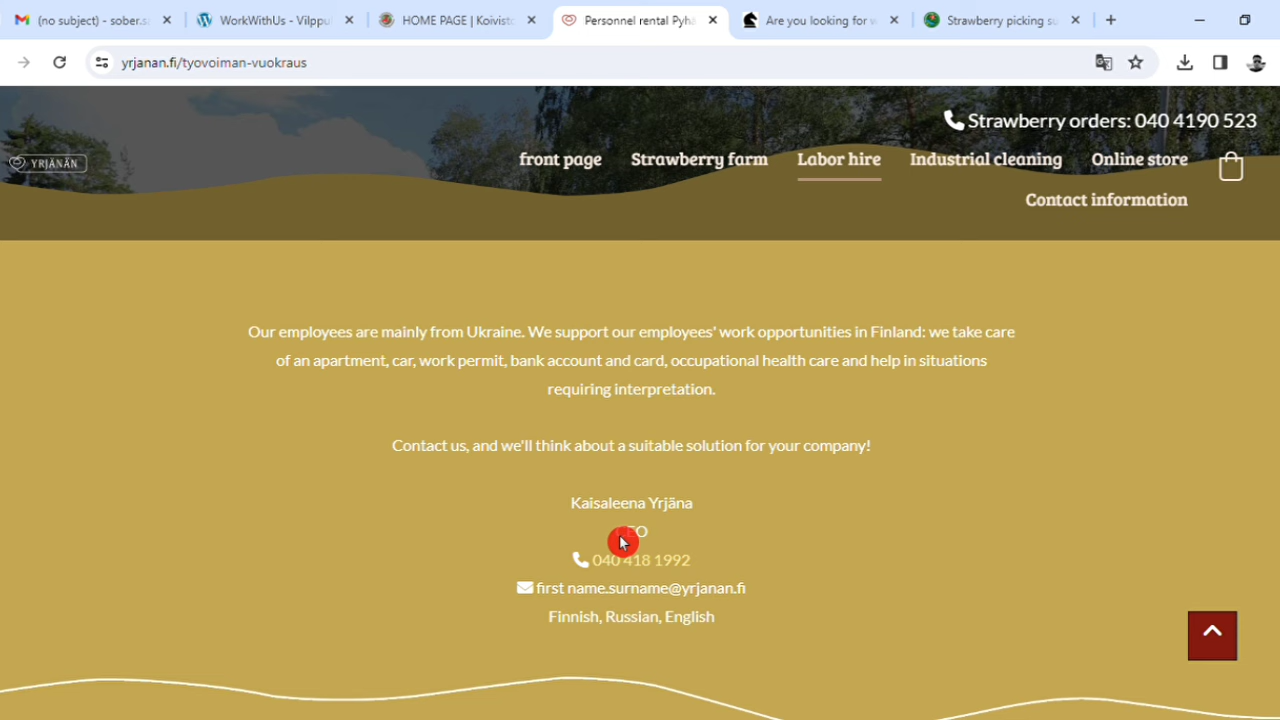 (no subject) - sober.s
WorkWithUs - Vilppu
HOME PAGE | Koivisto
Personnel rental Pyhä
Are you looking for w
Strawberry picking su
yrjanan.fi/tyovoiman-vuokraus
Strawberry orders: 040 4190 523
YRJÄNÄN
front page
Strawberry farm
Labor hire
Industrial cleaning
Online store
Contact information
Our employees are mainly from Ukraine. We support our employees' work opportunities in Finland: we take care
of an apartment, car, work permit, bank account and card, occupational health care and help in situations
requiring interpretation.
Contact us, and we'll think about a suitable solution for your company!
Kaisaleena Yrjäna
CEO
040 418 1992
first name.surname@yrjanan.fi
Finnish, Russian, English